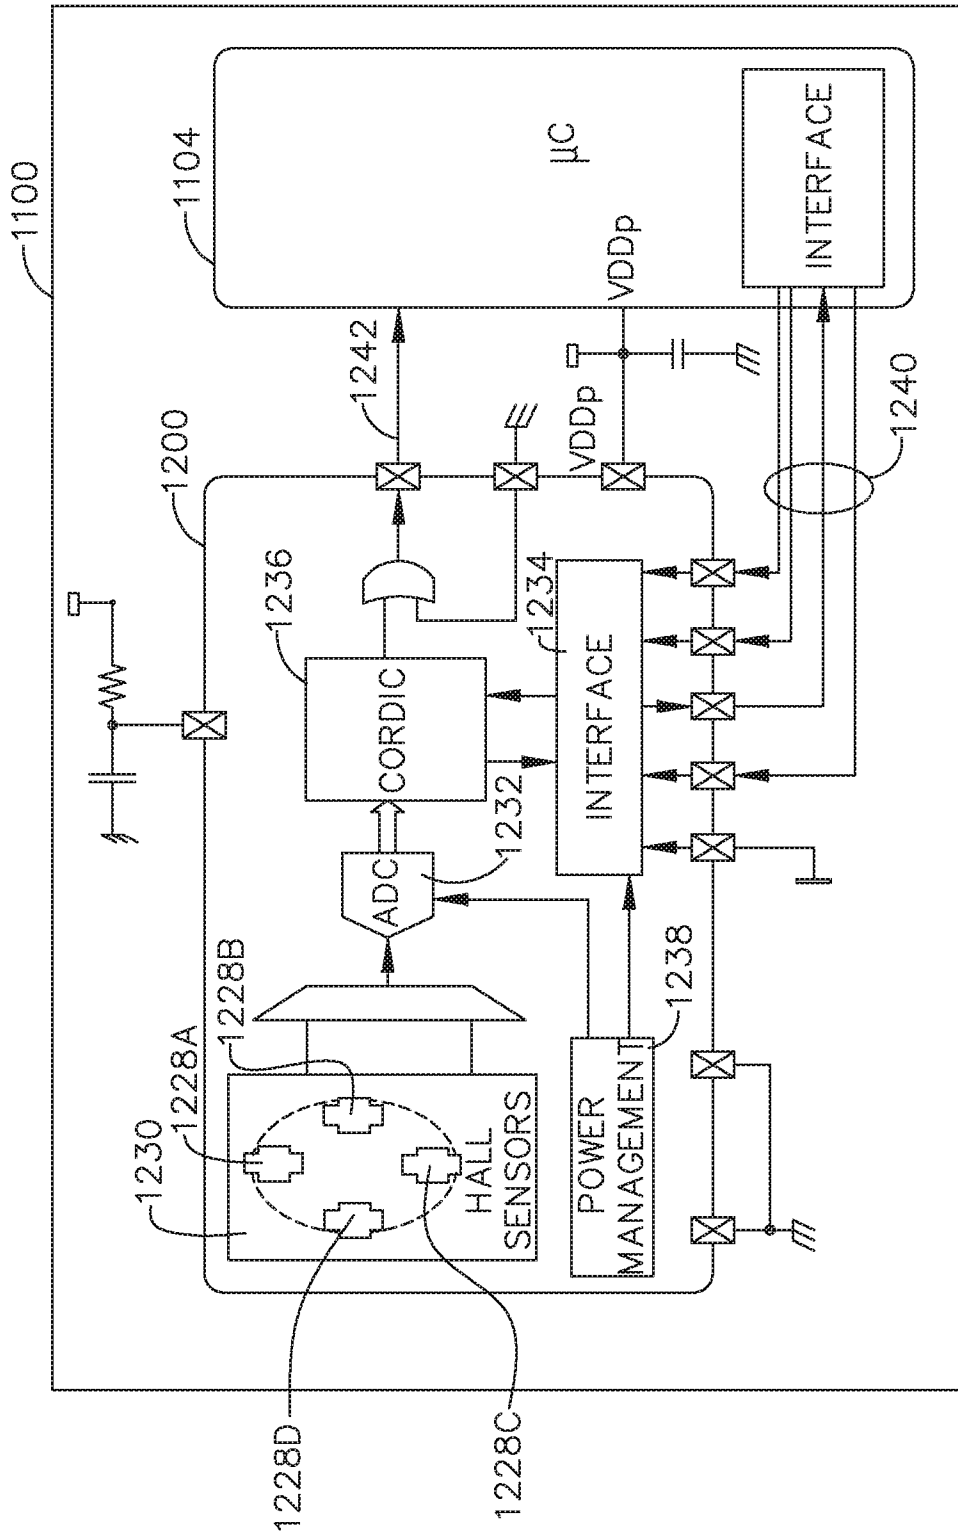 1100
1104
µC
INTERFACE
VDDp
1242
1240
1200
VDDp
1236
CORDIC
1234
INTERFACE
ADC
1232
1228B
1228A
1230
HALL
SENSORS
POWER
MANAGEMENT
1238
1228D
1228C